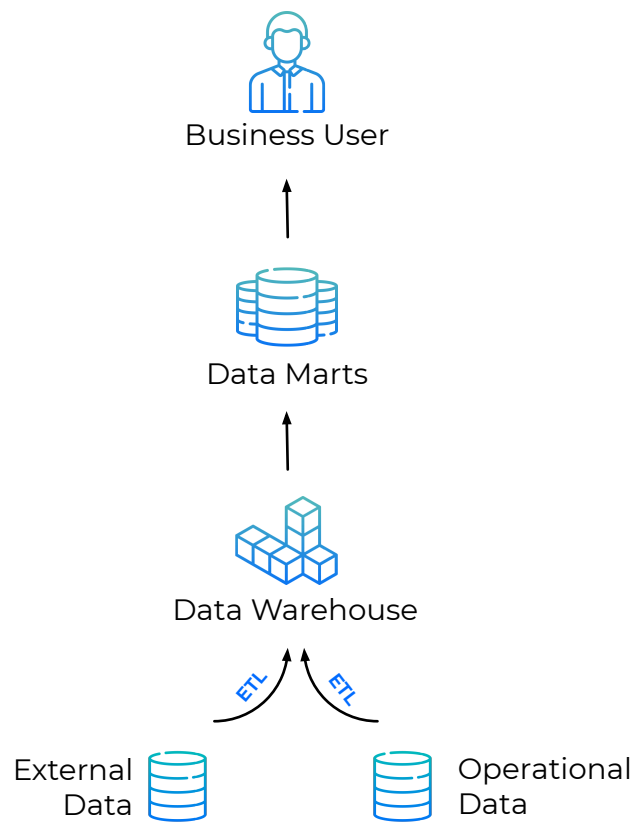 Business User
Data Marts
Data Warehouse
ETL
ETL
External
Data
Operational
Data